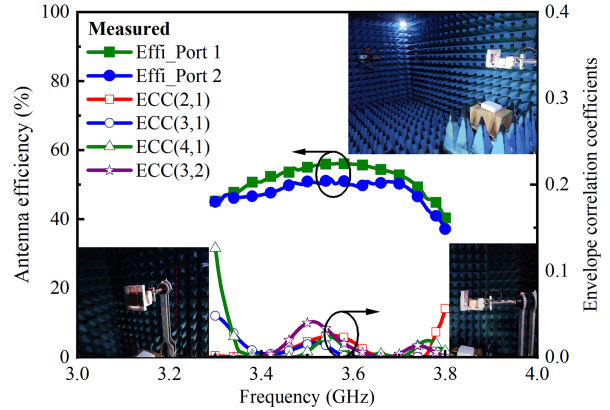 Measured
Effi_Port 1
Effi_Port 2
ECC(2,1)
ECC(3,1)
ECC(4,1)
ECC(3,2)
100
80
60
40
20
0
Antenna efficiency (%)
0.4
0.3
0.2
0.1
0.0
Envelope correlation coefficients
3.0 3.2 3.4 3.6 3.8 4.0
Frequency (GHz)